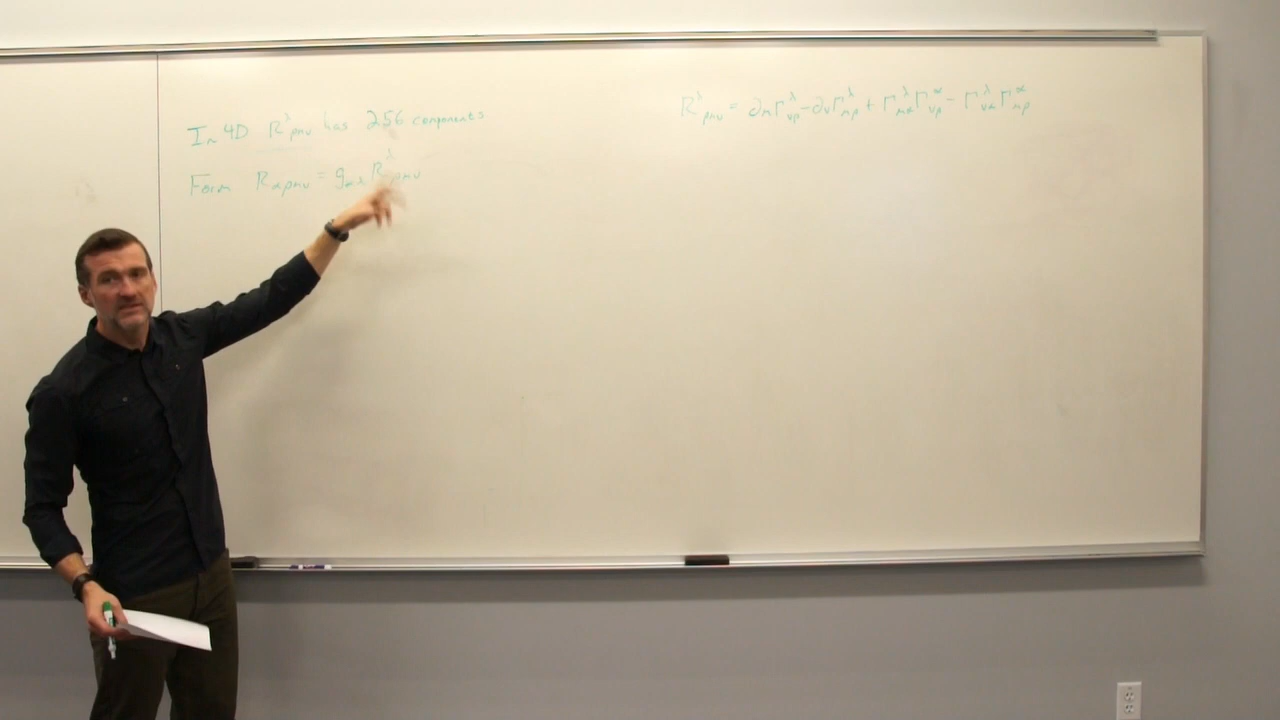 In 4D R^λ_ρμν has 256 components
Form R_αρμν = g_αλ R^λ_ρμν
R^λ_ρμν = ∂_μ Γ^λ_νρ - ∂_ν Γ^λ_μρ + Γ^λ_μα Γ^α_νρ - Γ^λ_να Γ^α_μρ